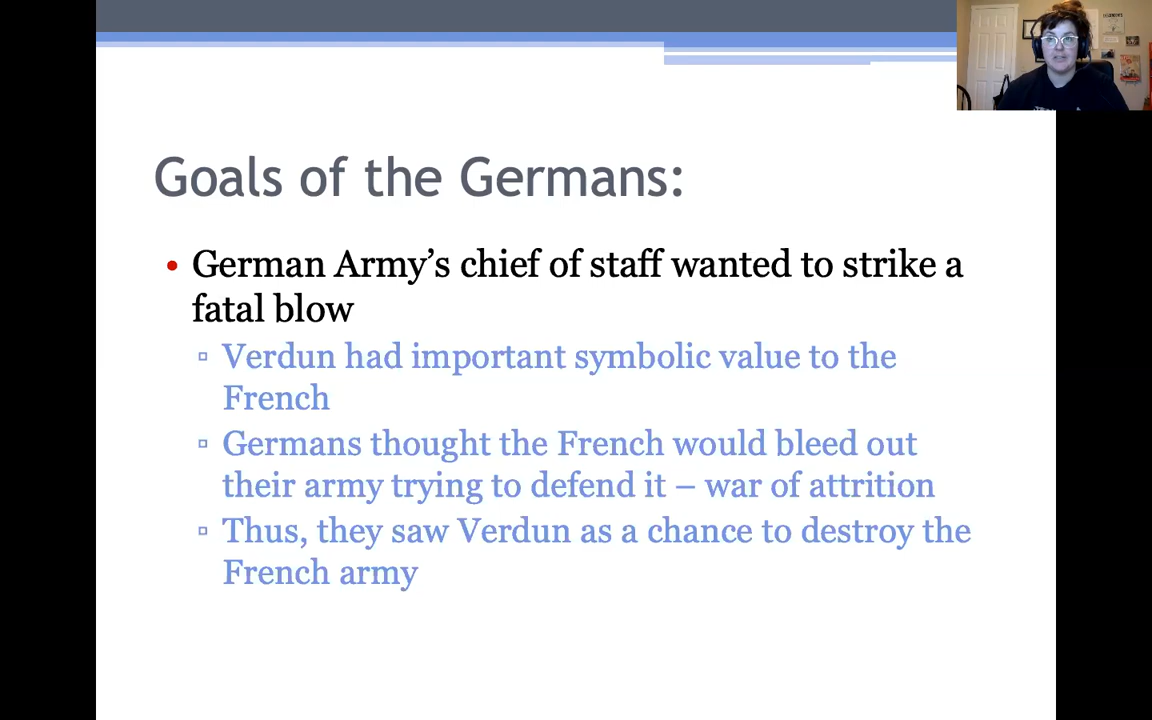 Goals of the Germans:
• German Army's chief of staff wanted to strike a
fatal blow
▫ Verdun had important symbolic value to the
French
▫ Germans thought the French would bleed out
their army trying to defend it – war of attrition
▫ Thus, they saw Verdun as a chance to destroy the
French army